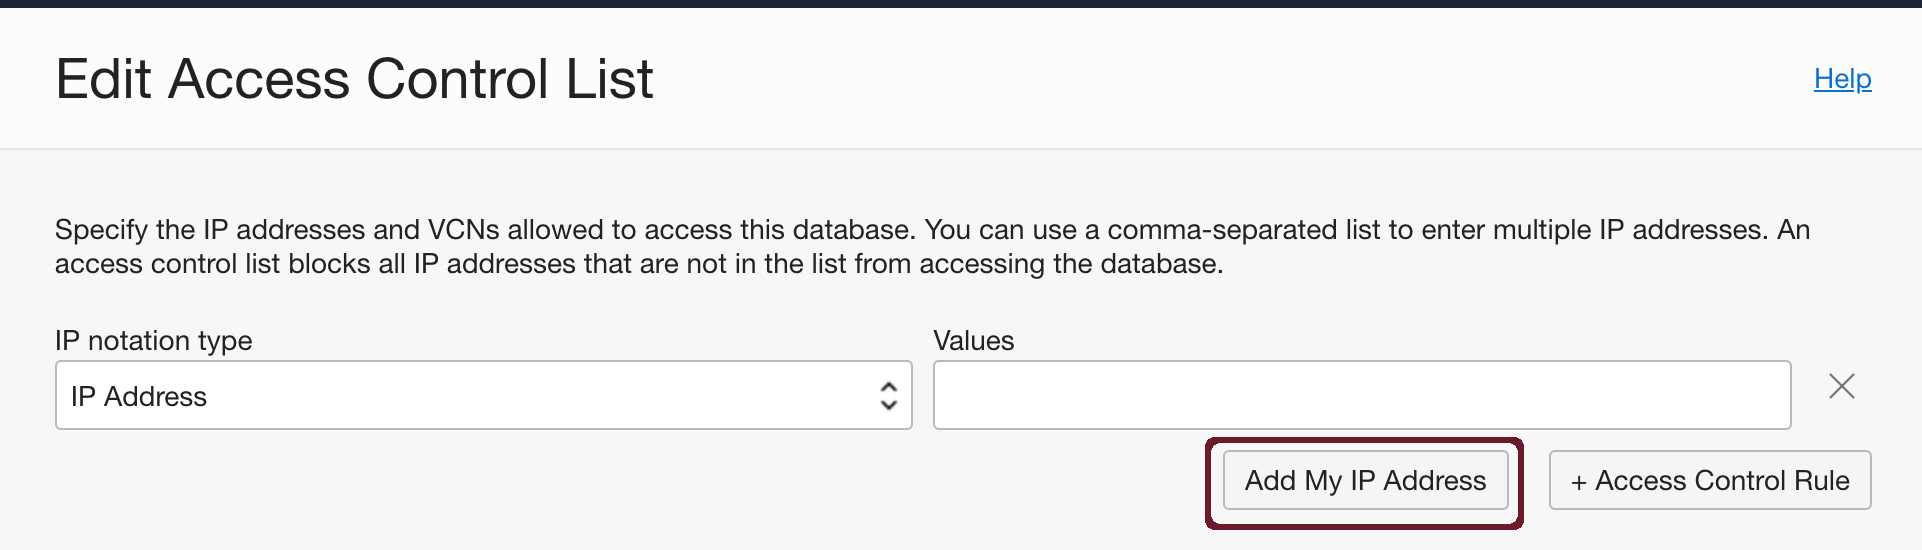 Edit Access Control List
Help
Specify the IP addresses and VCNs allowed to access this database. You can use a comma-separated list to enter multiple IP addresses. An
access control list blocks all IP addresses that are not in the list from accessing the database.
IP notation type
Values
IP Address
Add My IP Address
+ Access Control Rule